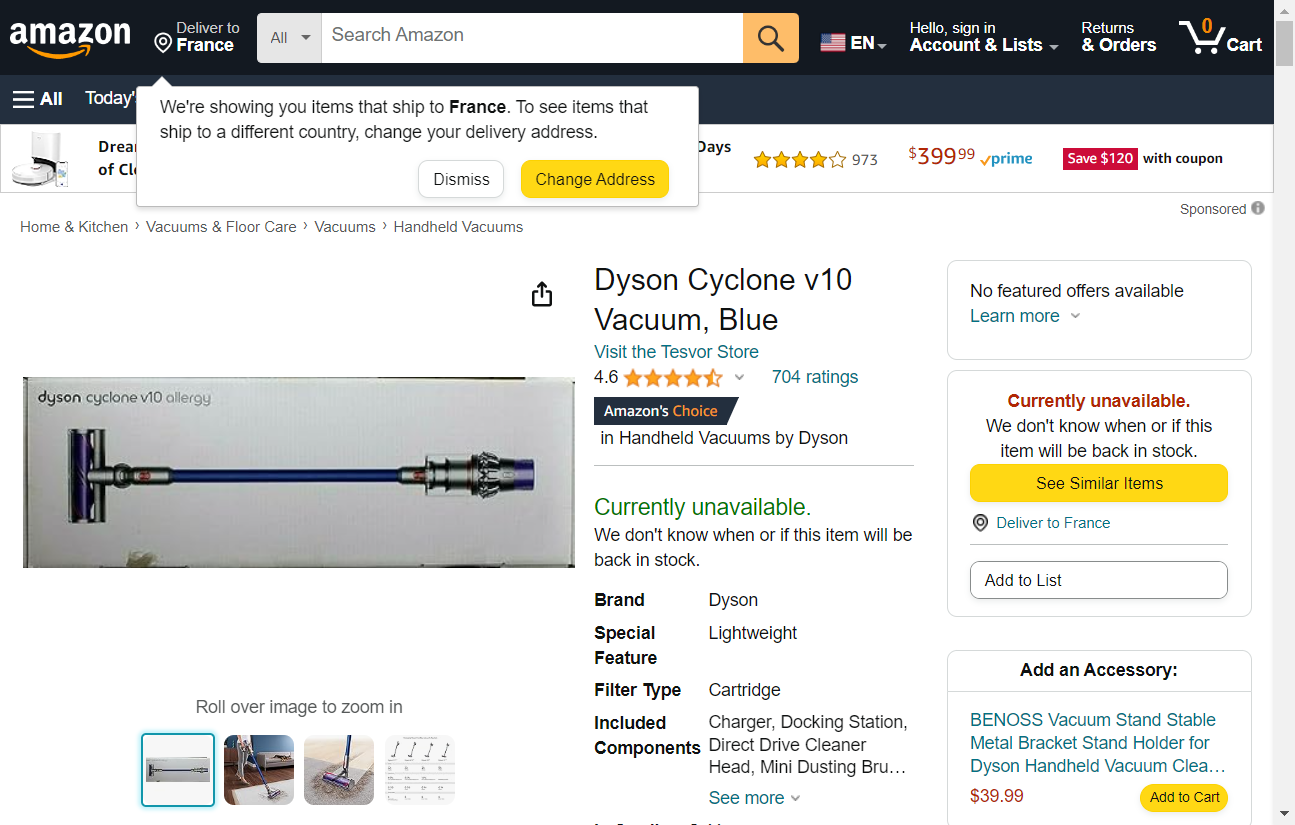 amazon
Deliver to
France
All
Search Amazon
EN
Hello, sign in
Account & Lists
Returns
& Orders
0
Cart
All
Today'
We're showing you items that ship to France. To see items that
ship to a different country, change your delivery address.
Dismiss
Change Address
Drea
of Cl
Days
973
$39999
prime
Save $120 with coupon
Sponsored
Home & Kitchen › Vacuums & Floor Care › Vacuums › Handheld Vacuums
dyson cyclone v10 allergy
Roll over image to zoom in
Dyson Cyclone v10
Vacuum, Blue
Visit the Tesvor Store
4.6
704 ratings
Amazon's Choice
in Handheld Vacuums by Dyson
Currently unavailable.
We don't know when or if this item will be
back in stock.
Brand Dyson
Special Lightweight
Feature
Filter Type Cartridge
Included Charger, Docking Station,
Components Direct Drive Cleaner
Head, Mini Dusting Bru…
See more
No featured offers available
Learn more
Currently unavailable.
We don't know when or if this
item will be back in stock.
See Similar Items
Deliver to France
Add to List
Add an Accessory:
BENOSS Vacuum Stand Stable
Metal Bracket Stand Holder for
Dyson Handheld Vacuum Clea…
$39.99
Add to Cart